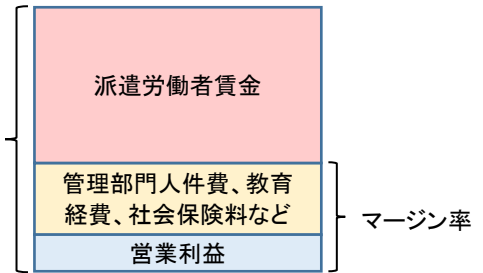 派遣労働者賃金
管理部門人件費、教育
経費、社会保険料など
マージン率
営業利益